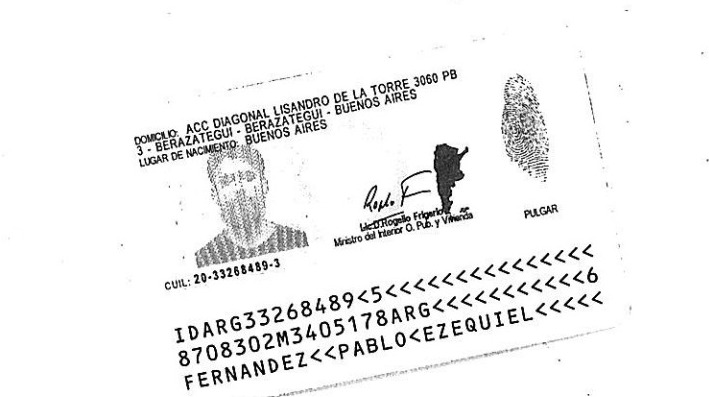 DOMICILIO: ACC DIAGONAL LISANDRO DE LA TORRE 3060 PB
3 - BERAZATEGUI - BERAZATEGUI - BUENOS AIRES
LUGAR DE NACIMIENTO: BUENOS AIRES
Lic. D. Rogelio Frigerio
Ministro del Interior O. Pub. y Vivienda
PULGAR
CUIL: 20-33268489-3
IDARG33268489<5<<<<<<<<<<<<<<<
8708302M3405178ARG<<<<<<<<<<<6
FERNANDEZ<<PABLO<EZEQUIEL<<<<<